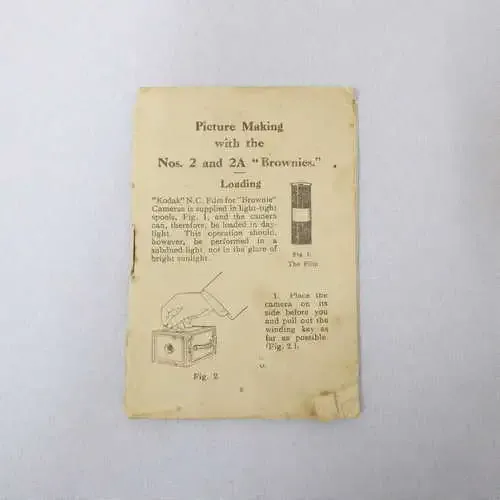 Picture Making
with the
Nos. 2 and 2A "Brownies."
Loading
"Kodak" N.C. Film for "Brownie"
Cameras is supplied in light-tight
spools, Fig. 1, and the camera
can, therefore, be loaded in day-
light. This operation should,
however, be performed in a
subdued light, not in the glare of
bright sunlight.
Fig 1.
The Film
1. Place the
camera on its
side before you
and pull out the
winding key as
far as possible
(Fig. 2).
Fig. 2